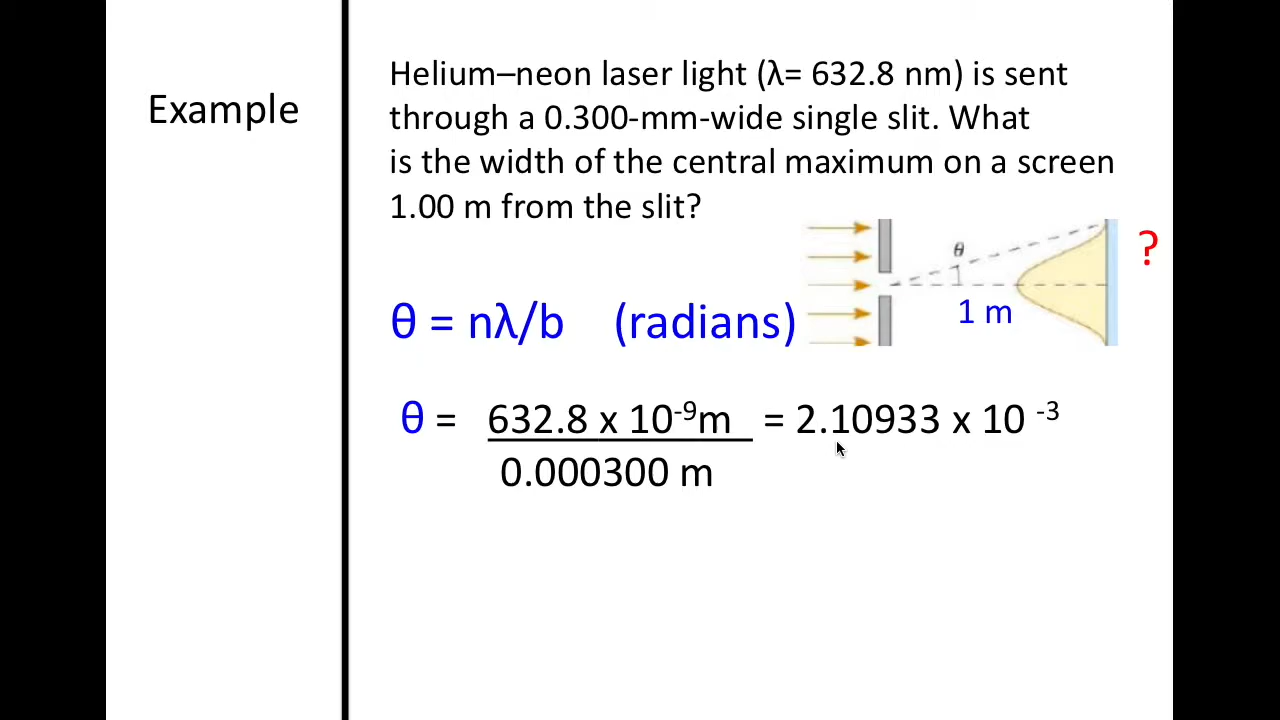 Example
Helium–neon laser light (λ= 632.8 nm) is sent
through a 0.300-mm-wide single slit. What
is the width of the central maximum on a screen
1.00 m from the slit?
?
θ
1 m
θ = nλ/b (radians)
θ = 632.8 x 10⁻⁹m = 2.10933 x 10 ⁻³
0.000300 m